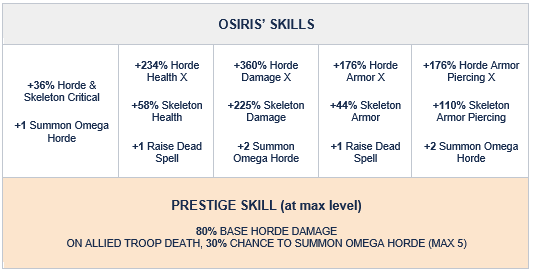 OSIRIS' SKILLS
+36% Horde &
Skeleton Critical
+1 Summon Omega
Horde
+234% Horde
Health X
+58% Skeleton
Health
+1 Raise Dead
Spell
+360% Horde
Damage X
+225% Skeleton
Damage
+2 Summon
Omega Horde
+176% Horde
Armor X
+44% Skeleton
Armor
+1 Raise Dead
Spell
+176% Horde Armor
Piercing X
+110% Skeleton
Armor Piercing
+2 Summon Omega
Horde
PRESTIGE SKILL (at max level)
80% BASE HORDE DAMAGE
ON ALLIED TROOP DEATH, 30% CHANCE TO SUMMON OMEGA HORDE (MAX 5)